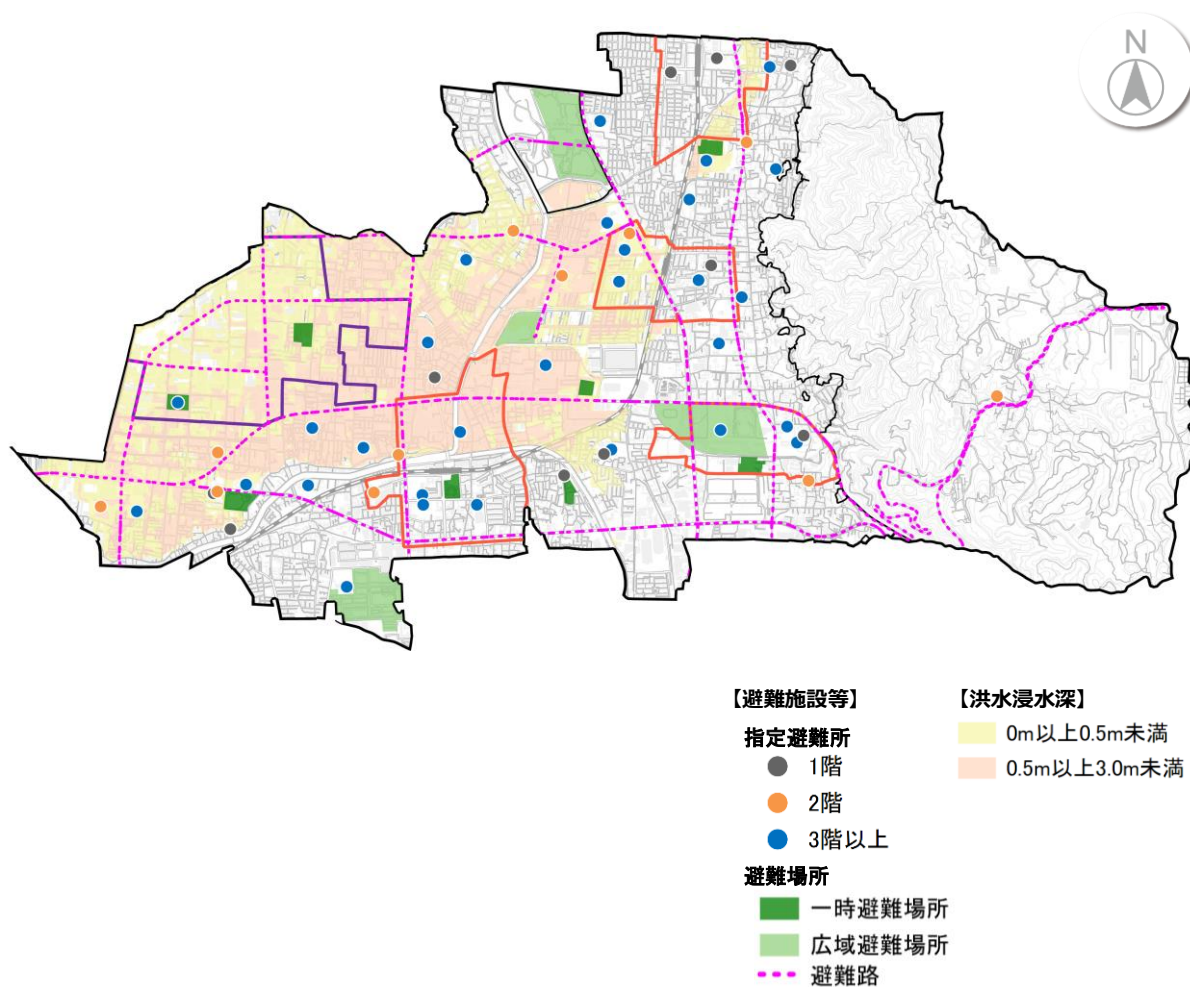 N
【避難施設等】
指定避難所
1階
2階
3階以上
避難場所
一時避難場所
広域避難場所
避難路
【洪水浸水深】
0m以上0.5m未満
0.5m以上3.0m未満